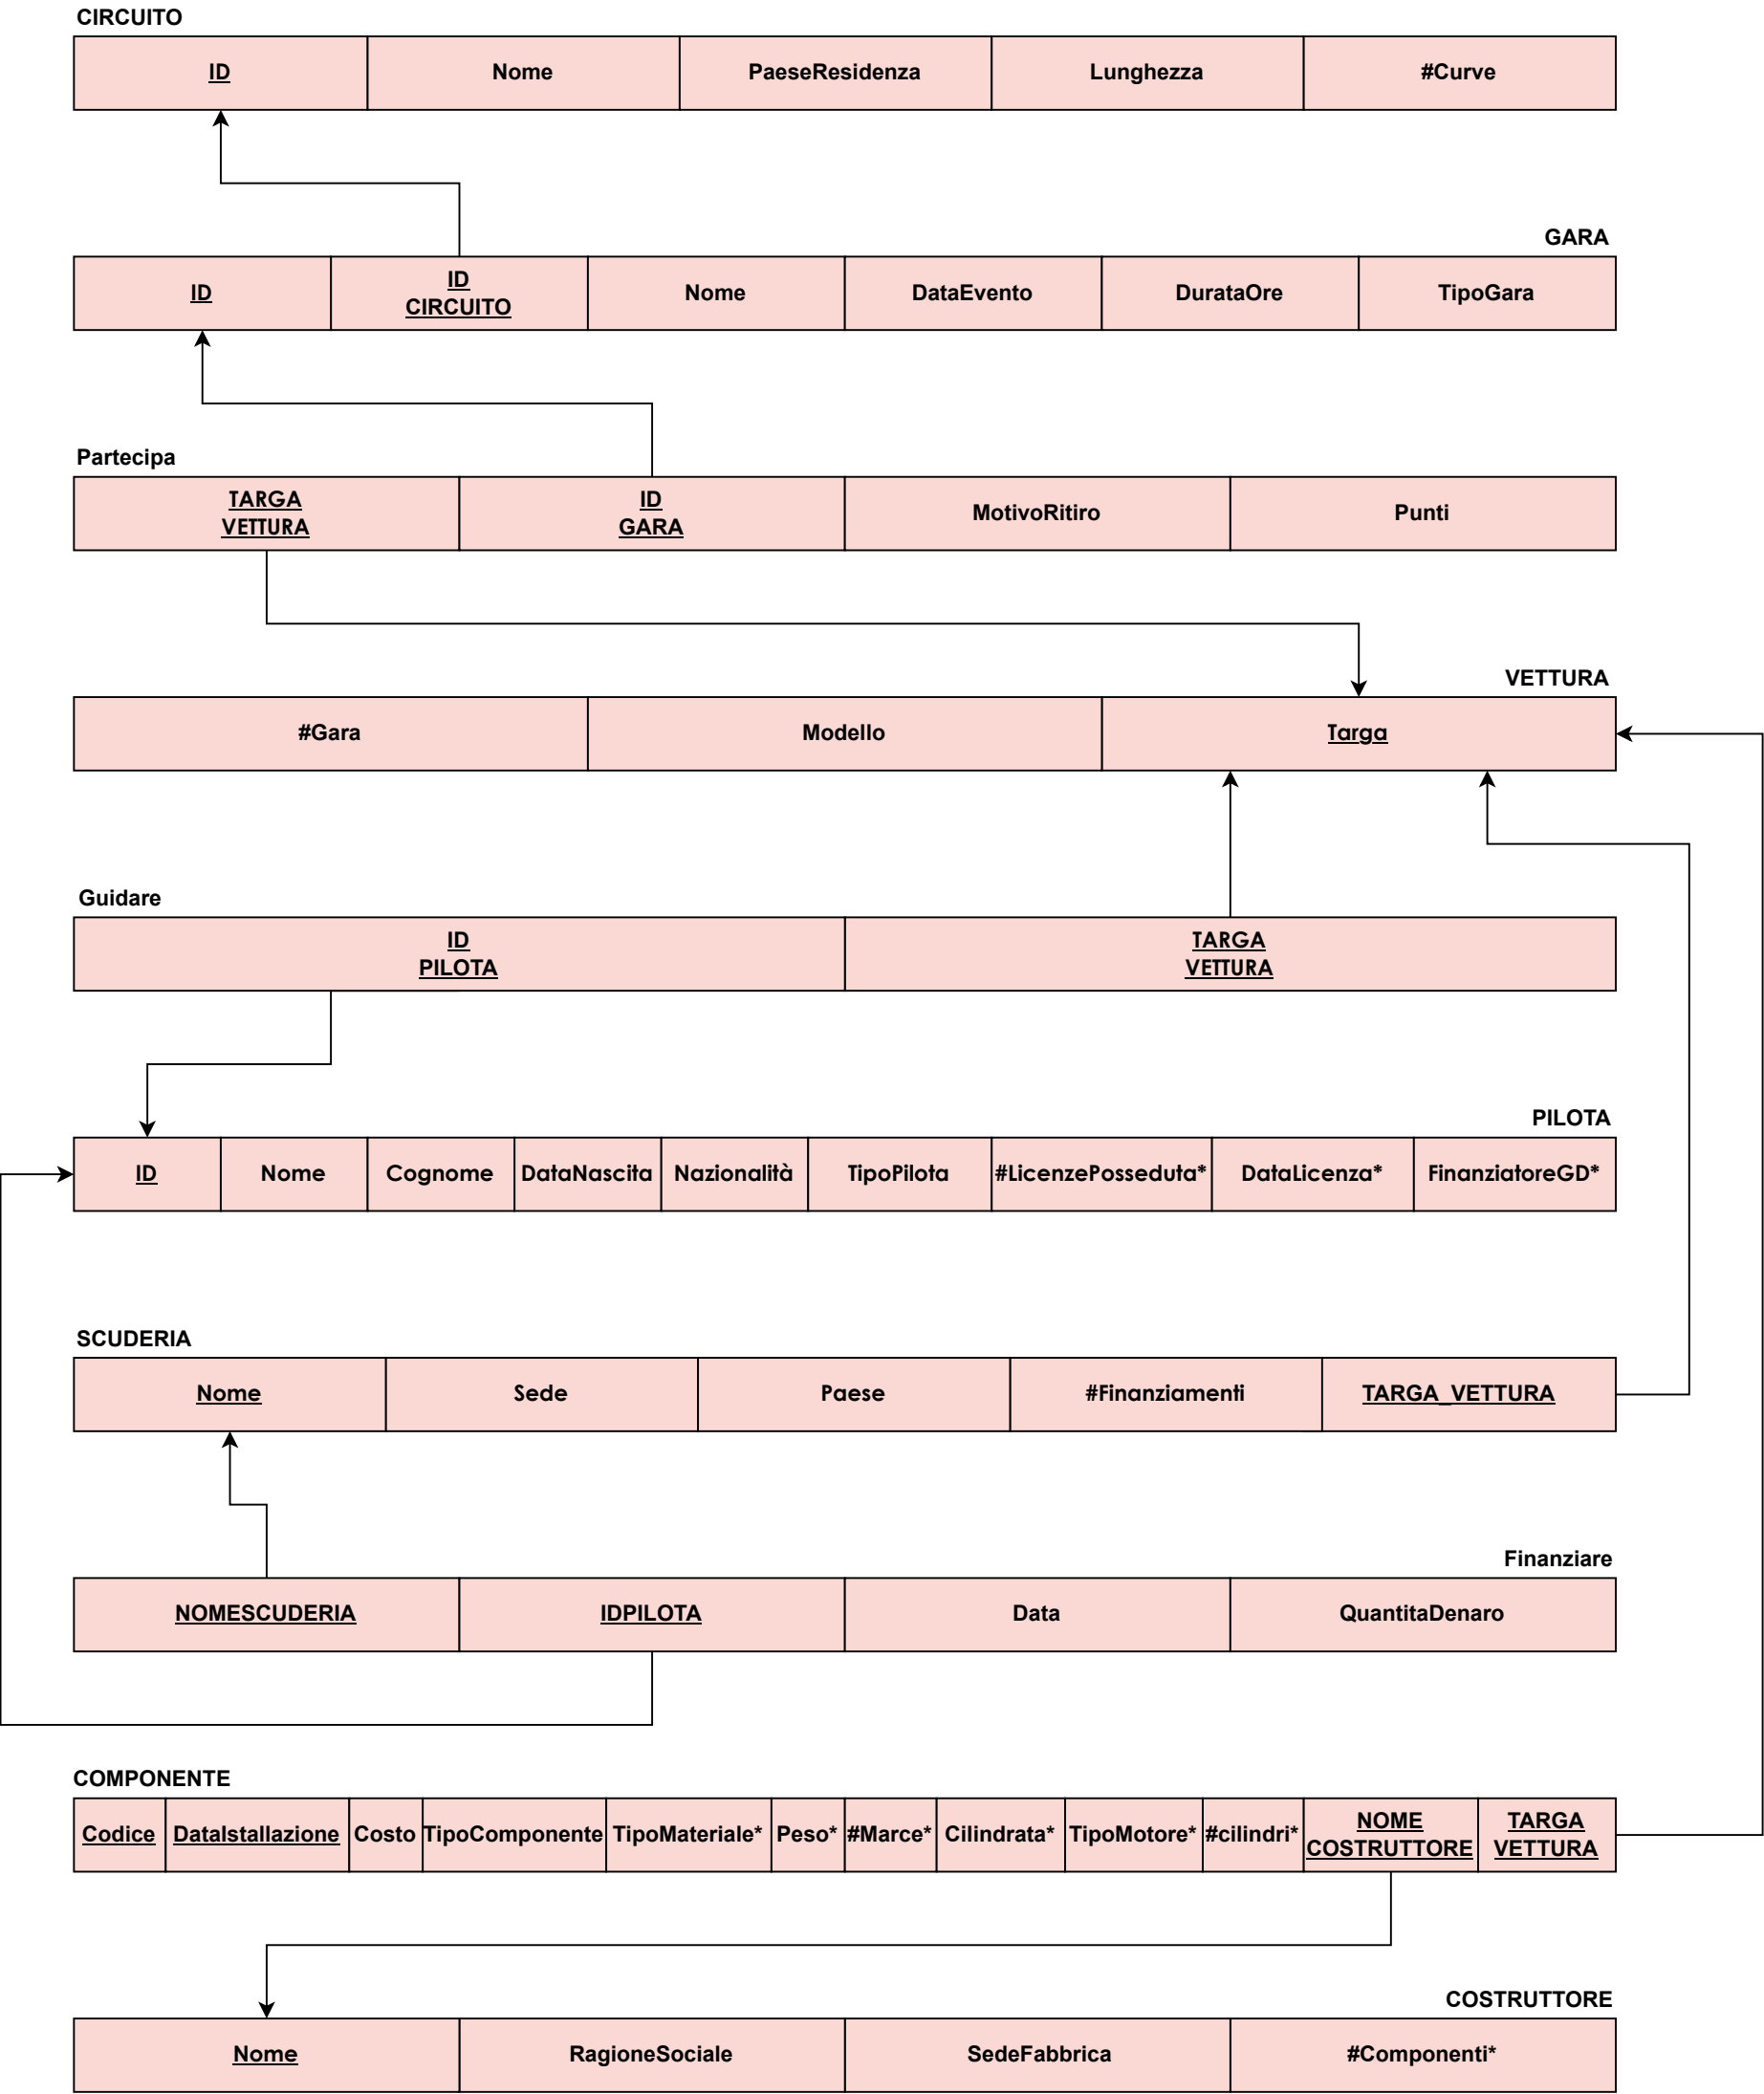 CIRCUITO
ID Nome PaeseResidenza Lunghezza #Curve
GARA
ID
ID
CIRCUITO
Nome DataEvento DurataOre TipoGara
Partecipa
TARGA
VETTURA
ID
GARA
MotivoRitiro Punti
VETTURA
#Gara Modello Targa
Guidare
ID
PILOTA
TARGA
VETTURA
PILOTA
ID Nome Cognome DataNascita Nazionalità TipoPilota #LicenzePosseduta* DataLicenza* FinanziatoreGD*
SCUDERIA
Nome Sede Paese #Finanziamenti TARGA_VETTURA
Finanziare
NOMESCUDERIA IDPILOTA Data QuantitaDenaro
COMPONENTE
Codice DataIstallazione Costo TipoComponente TipoMateriale* Peso* #Marce* Cilindrata* TipoMotore* #cilindri*
NOME
COSTRUTTORE
TARGA
VETTURA
COSTRUTTORE
Nome RagioneSociale SedeFabbrica #Componenti*